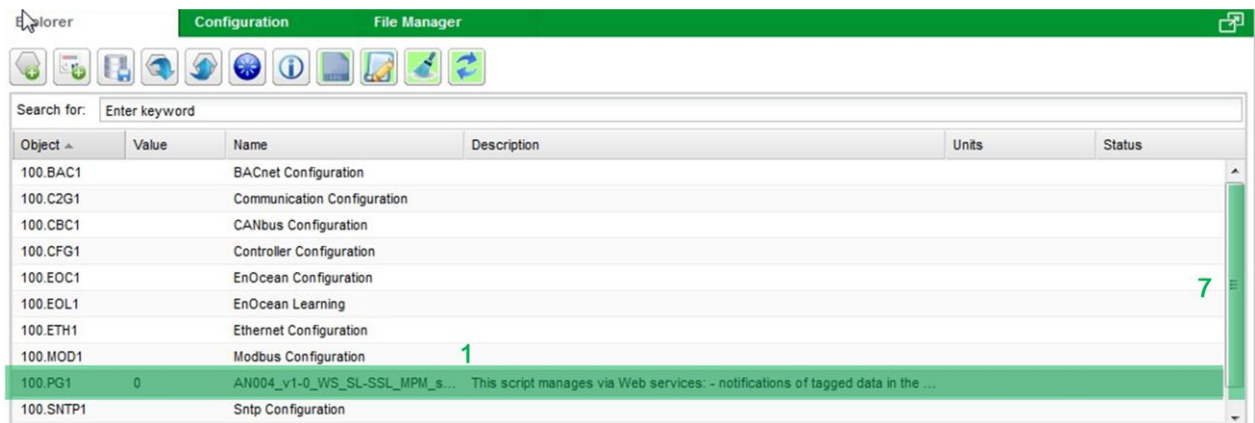 Explorer Configuration File Manager
Search for: Enter keyword
Object Value Name Description Units Status
100.BAC1 BACnet Configuration
100.C2G1 Communication Configuration
100.CBC1 CANbus Configuration
100.CFG1 Controller Configuration
100.EOC1 EnOcean Configuration
7
100.EOL1 EnOcean Learning
100.ETH1 Ethernet Configuration
100.MOD1 Modbus Configuration 1
100.PG1 0 AN004_v1-0_WS_SL-SSL_MPM_s... This script manages via Web services: - notifications of tagged data in the ...
100.SNTP1 Sntp Configuration